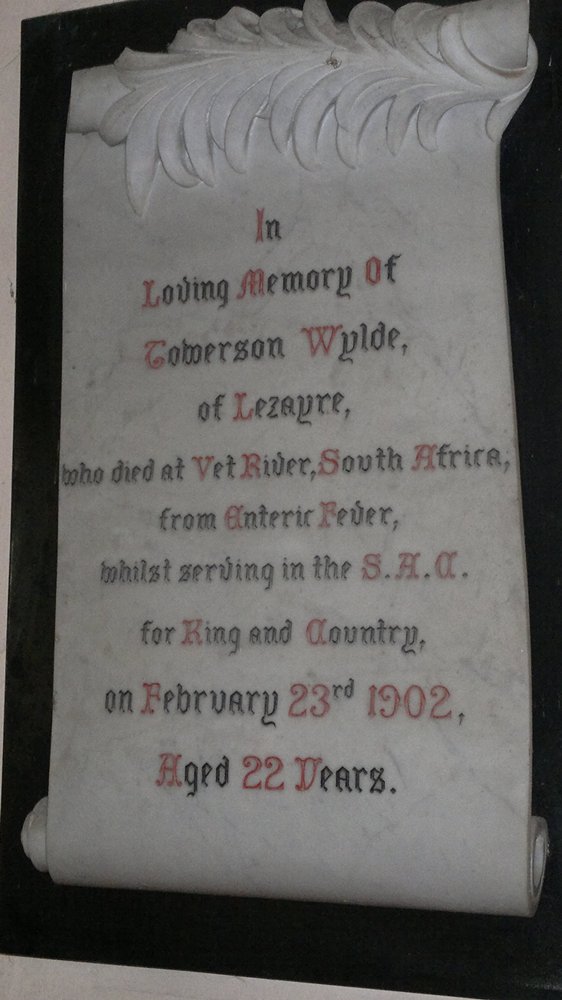 In
Loving Memory Of
Towerson Wylde,
of Lezayre,
who died at Vet River, South Africa,
from Enteric Fever,
whilst serving in the S.A.C.
for King and Country,
on February 23rd 1902,
Aged 22 Years.